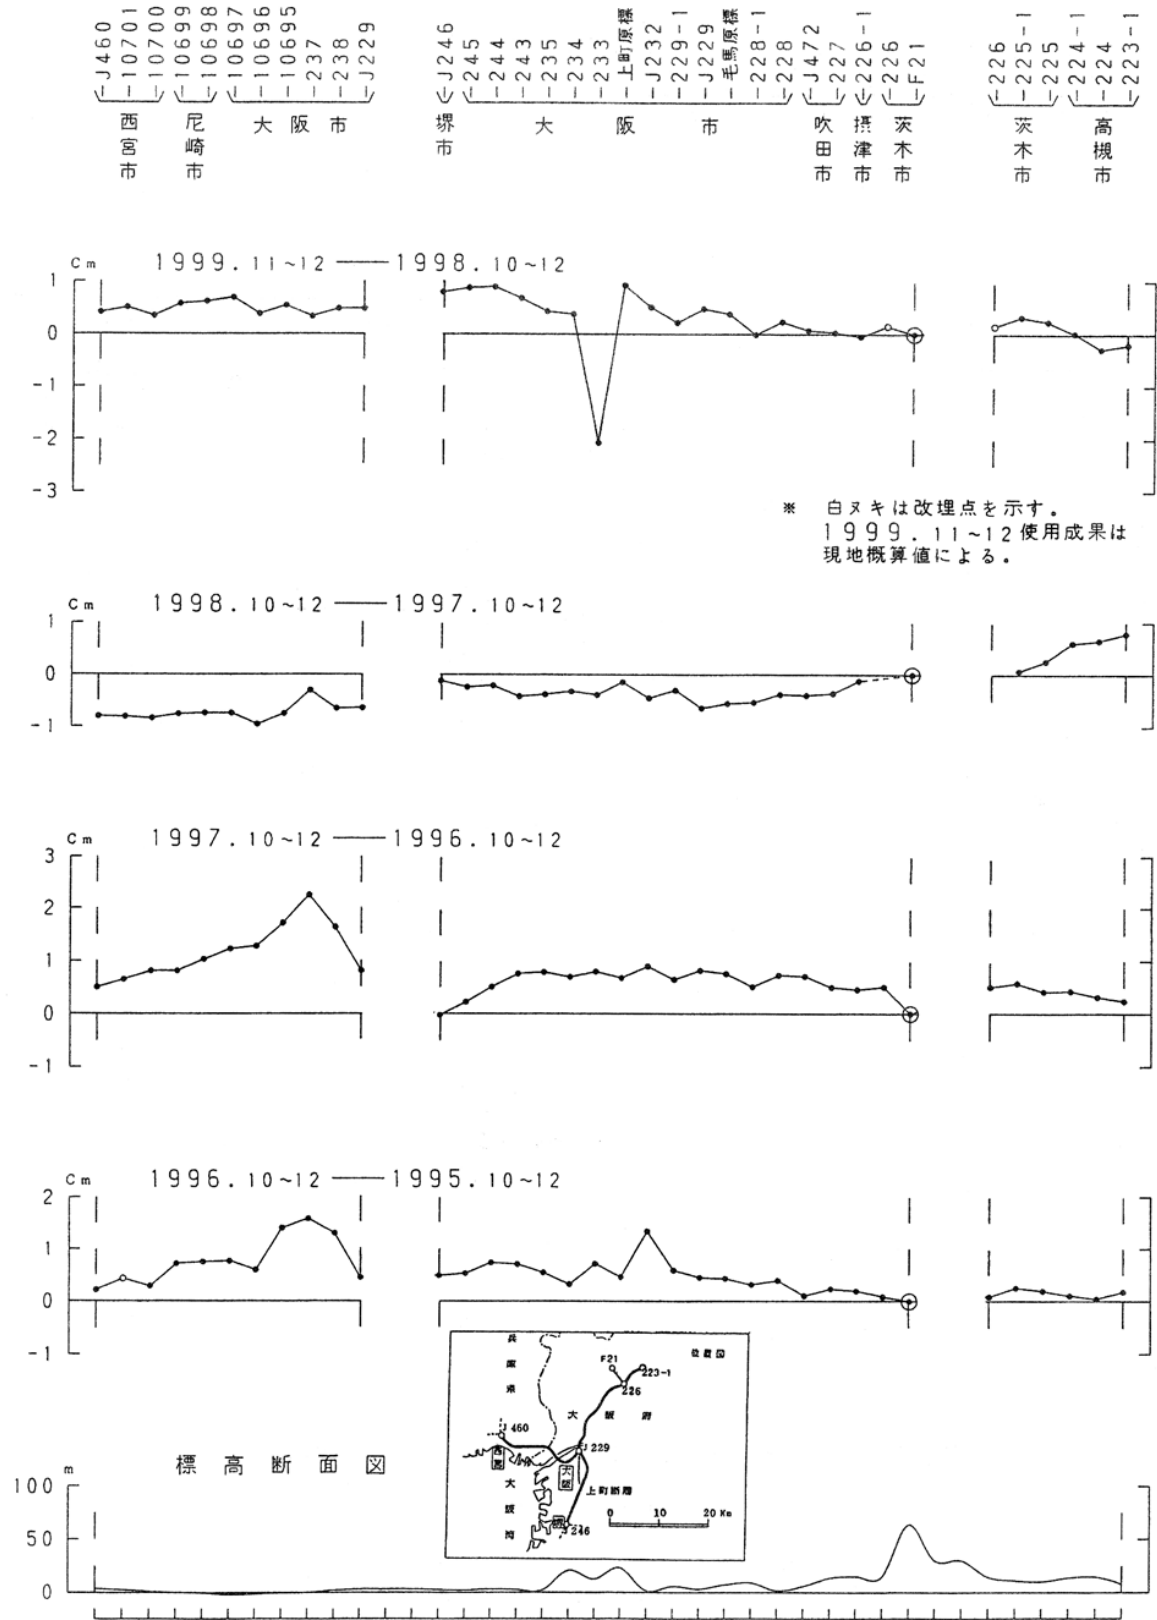 J460
10701
10700
10699
10698
10697
10696
10695
237
238
J229
J246
245
244
243
235
234
233
上町原標
J232
229-1
J229
毛馬原標
228-1
228
J472
227
226-1
226
F21
226
225-1
225
224-1
224
223-1
西宮市
尼崎市
大阪市
堺市
大阪市
吹田市
摂津市
茨木市
茨木市
高槻市
Cm
1999.11~12 ―― 1998.10~12
1
0
-1
-2
-3
※ 白ヌキは改埋点を示す。
1999.11~12使用成果は
現地概算値による。
Cm
1998.10~12 ―― 1997.10~12
1
0
-1
Cm
1997.10~12 ―― 1996.10~12
3
2
1
0
-1
Cm
1996.10~12 ―― 1995.10~12
2
1
0
-1
兵庫県
位置図
F21
223-1
226
大阪府
J460
西宮
J229
大阪
上町断層
大阪湾
堺
J246
0 10 20 Km
標高断面図
m
100
50
0